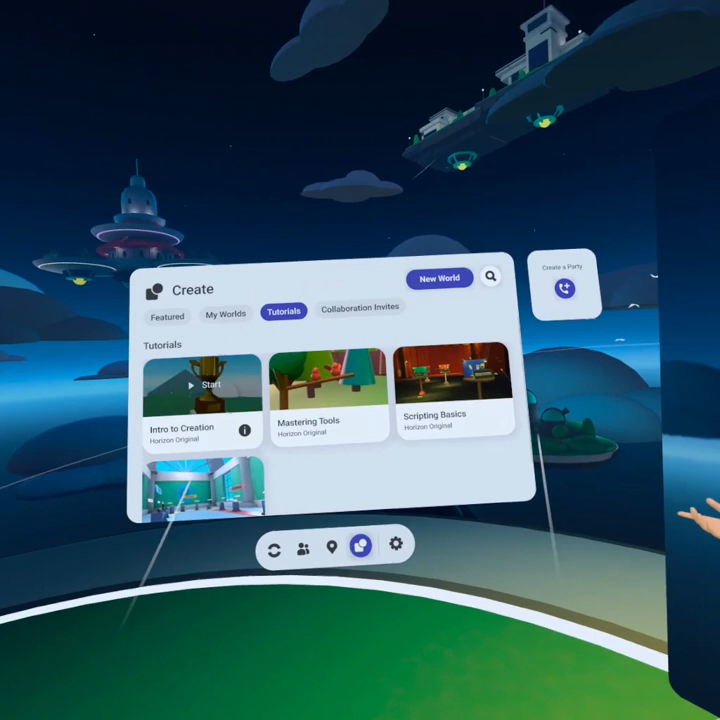 Create
New World
Create a Party
Featured
My Worlds
Tutorials
Collaboration Invites
Tutorials
Start
Intro to Creation
Horizon Original
Mastering Tools
Horizon Original
Scripting Basics
Horizon Original